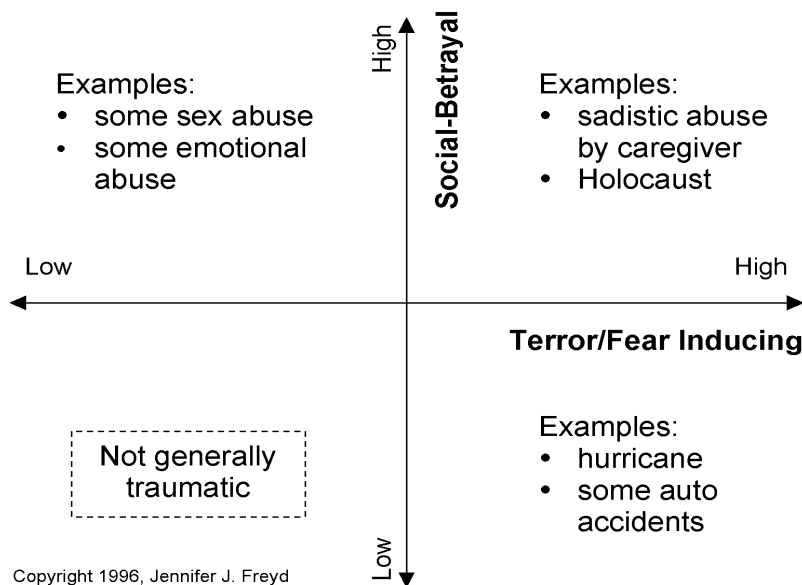 High
Social-Betrayal
Examples:
• some sex abuse
• some emotional
abuse
Examples:
• sadistic abuse
by caregiver
• Holocaust
Low
High
Terror/Fear Inducing
Not generally
traumatic
Examples:
• hurricane
• some auto
accidents
Low
Copyright 1996, Jennifer J. Freyd